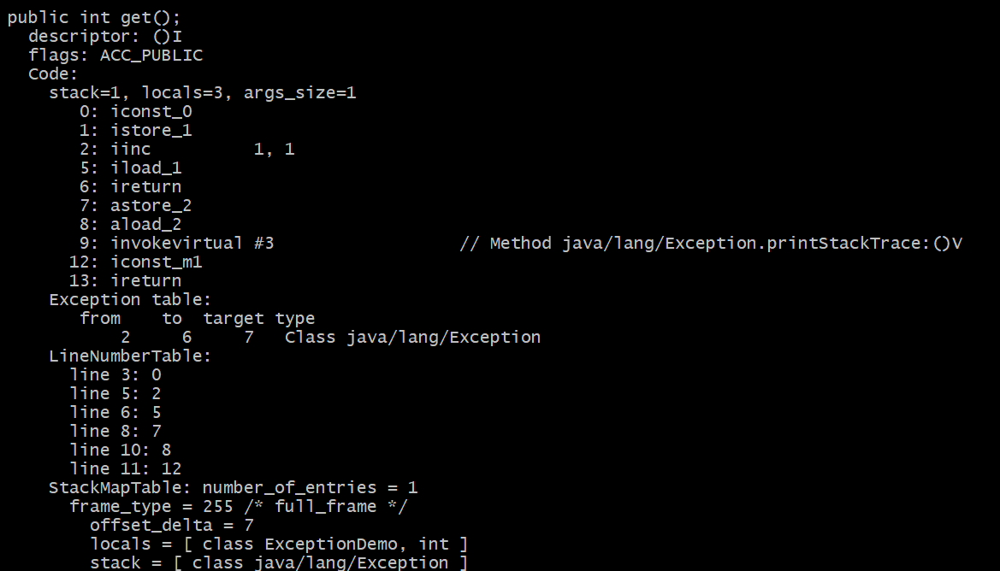 public int get();
  descriptor: ()I
  flags: ACC_PUBLIC
  Code:
    stack=1, locals=3, args_size=1
       0: iconst_0
       1: istore_1
       2: iinc          1, 1
       5: iload_1
       6: ireturn
       7: astore_2
       8: aload_2
       9: invokevirtual #3                  // Method java/lang/Exception.printStackTrace:()V
      12: iconst_m1
      13: ireturn
    Exception table:
       from    to  target type
           2     6     7   Class java/lang/Exception
    LineNumberTable:
      line 3: 0
      line 5: 2
      line 6: 5
      line 8: 7
      line 10: 8
      line 11: 12
    StackMapTable: number_of_entries = 1
      frame_type = 255 /* full_frame */
        offset_delta = 7
        locals = [ class ExceptionDemo, int ]
        stack = [ class java/lang/Exception ]